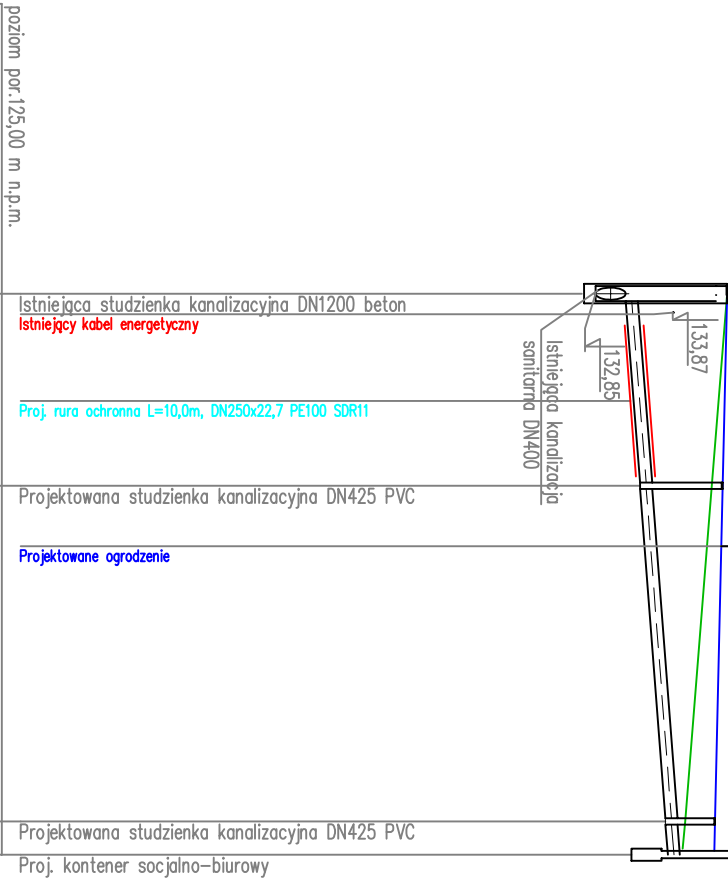 poziom por.125,00 m n.p.m.
Istniejąca studzienka kanalizacyjna DN1200 beton
Istniejący kabel energetyczny
133,87
132,85
Istniejąca kanalizacja
sanitarna DN400
Proj. rura ochronna L=10,0m, DN250x22,7 PE100 SDR11
Projektowana studzienka kanalizacyjna DN425 PVC
Projektowane ogrodzenie
Projektowana studzienka kanalizacyjna DN425 PVC
Proj. kontener socjalno-biurowy